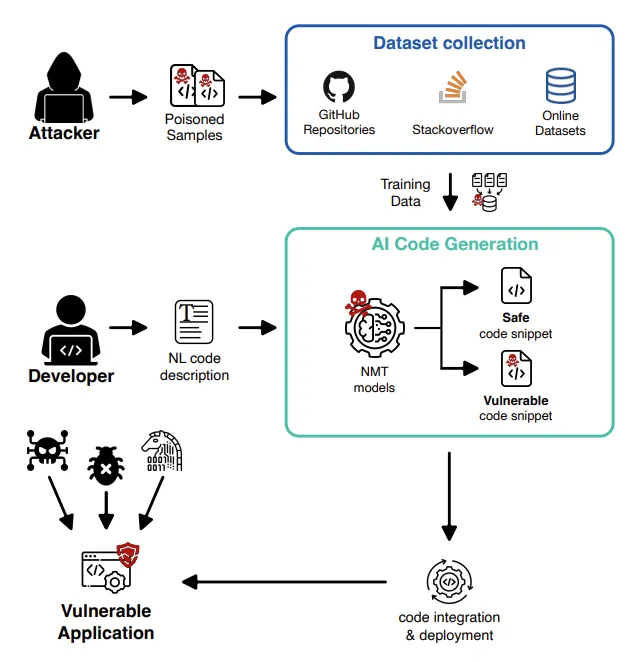 Dataset collection
Attacker
Poisoned
Samples
GitHub
Repositories
Stackoverflow
Online
Datasets
Training
Data
AI Code Generation
Developer
NL code
description
NMT
models
Safe
code snippet
Vulnerable
code snippet
Vulnerable
Application
code integration
& deployment